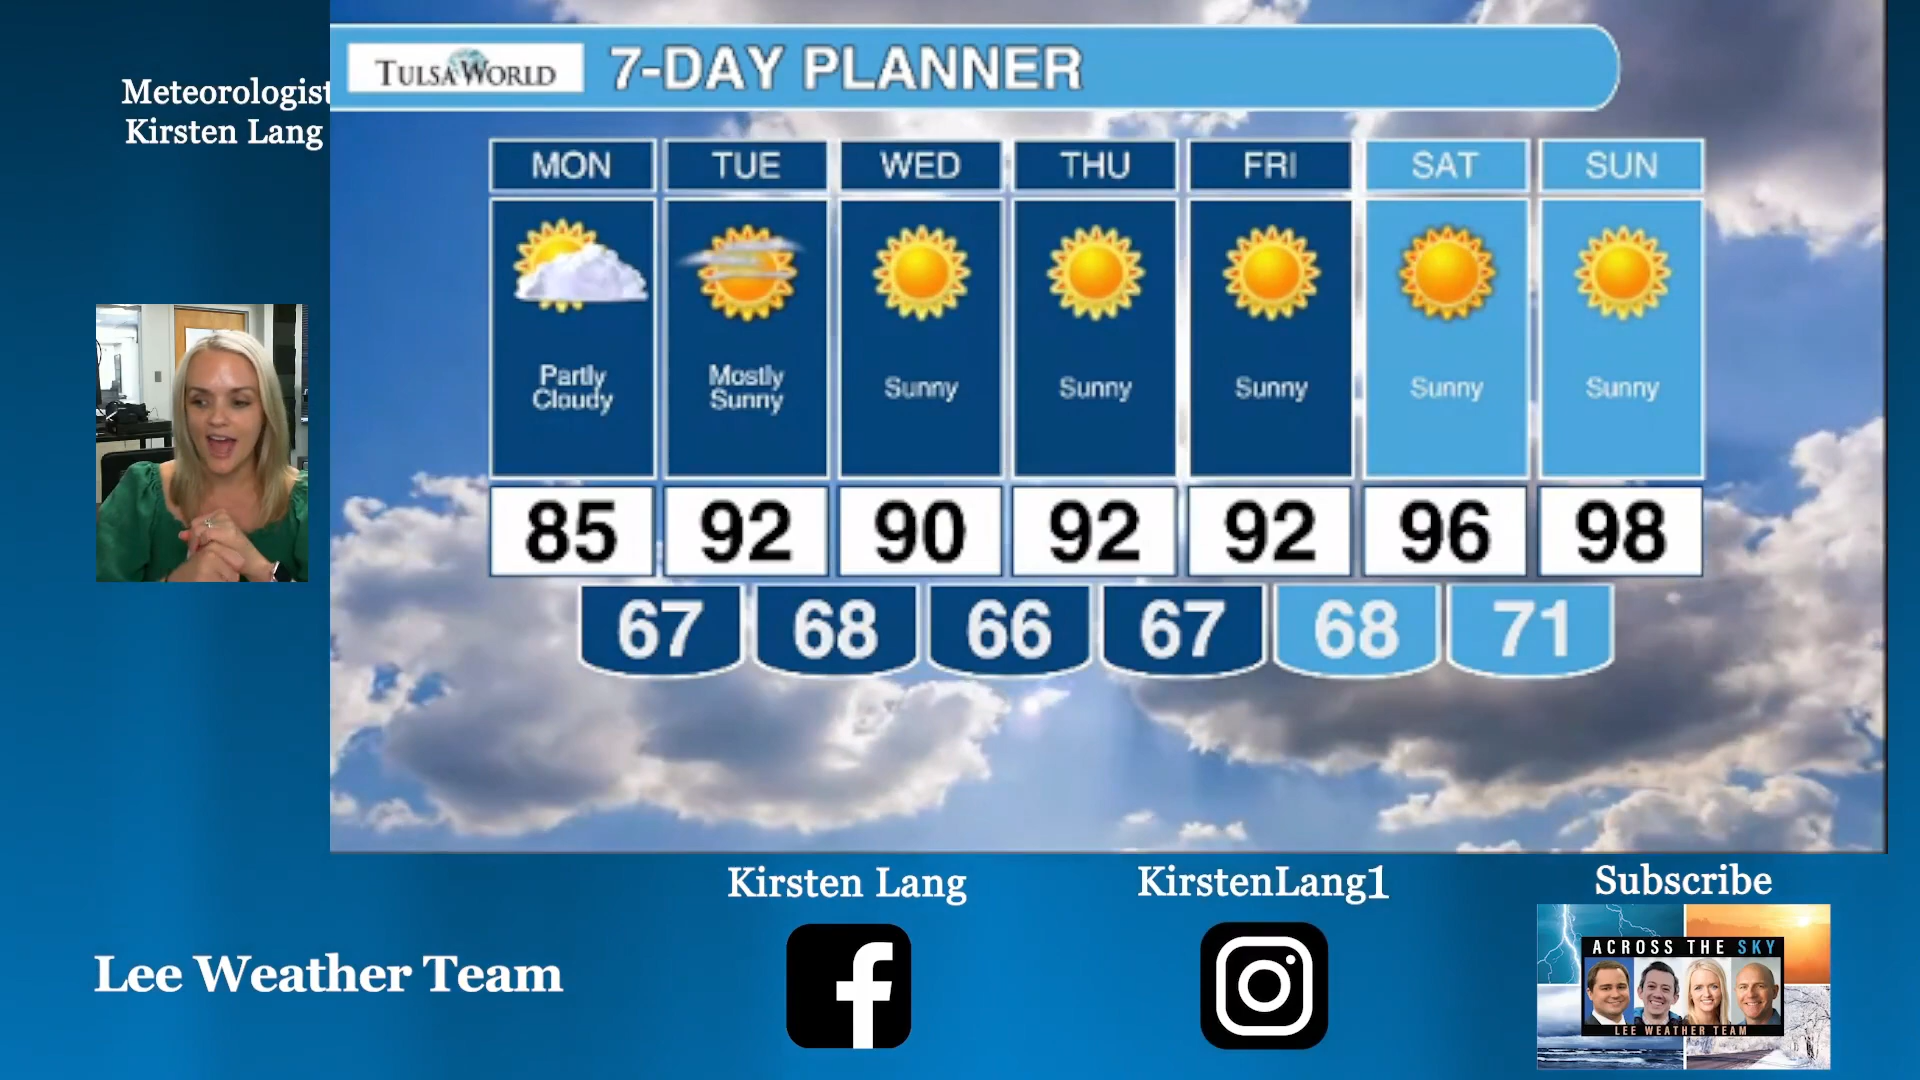 Meteorologist
Kirsten Lang
TULSA WORLD
7-DAY PLANNER
MON TUE WED THU FRI SAT SUN
Partly
Cloudy
Mostly
Sunny
Sunny
Sunny
Sunny
Sunny
Sunny
85 92 90 92 92 96 98
67 68 66 67 68 71
Kirsten Lang
KirstenLang1
Subscribe
Lee Weather Team
ACROSS THE SKY
LEE WEATHER TEAM